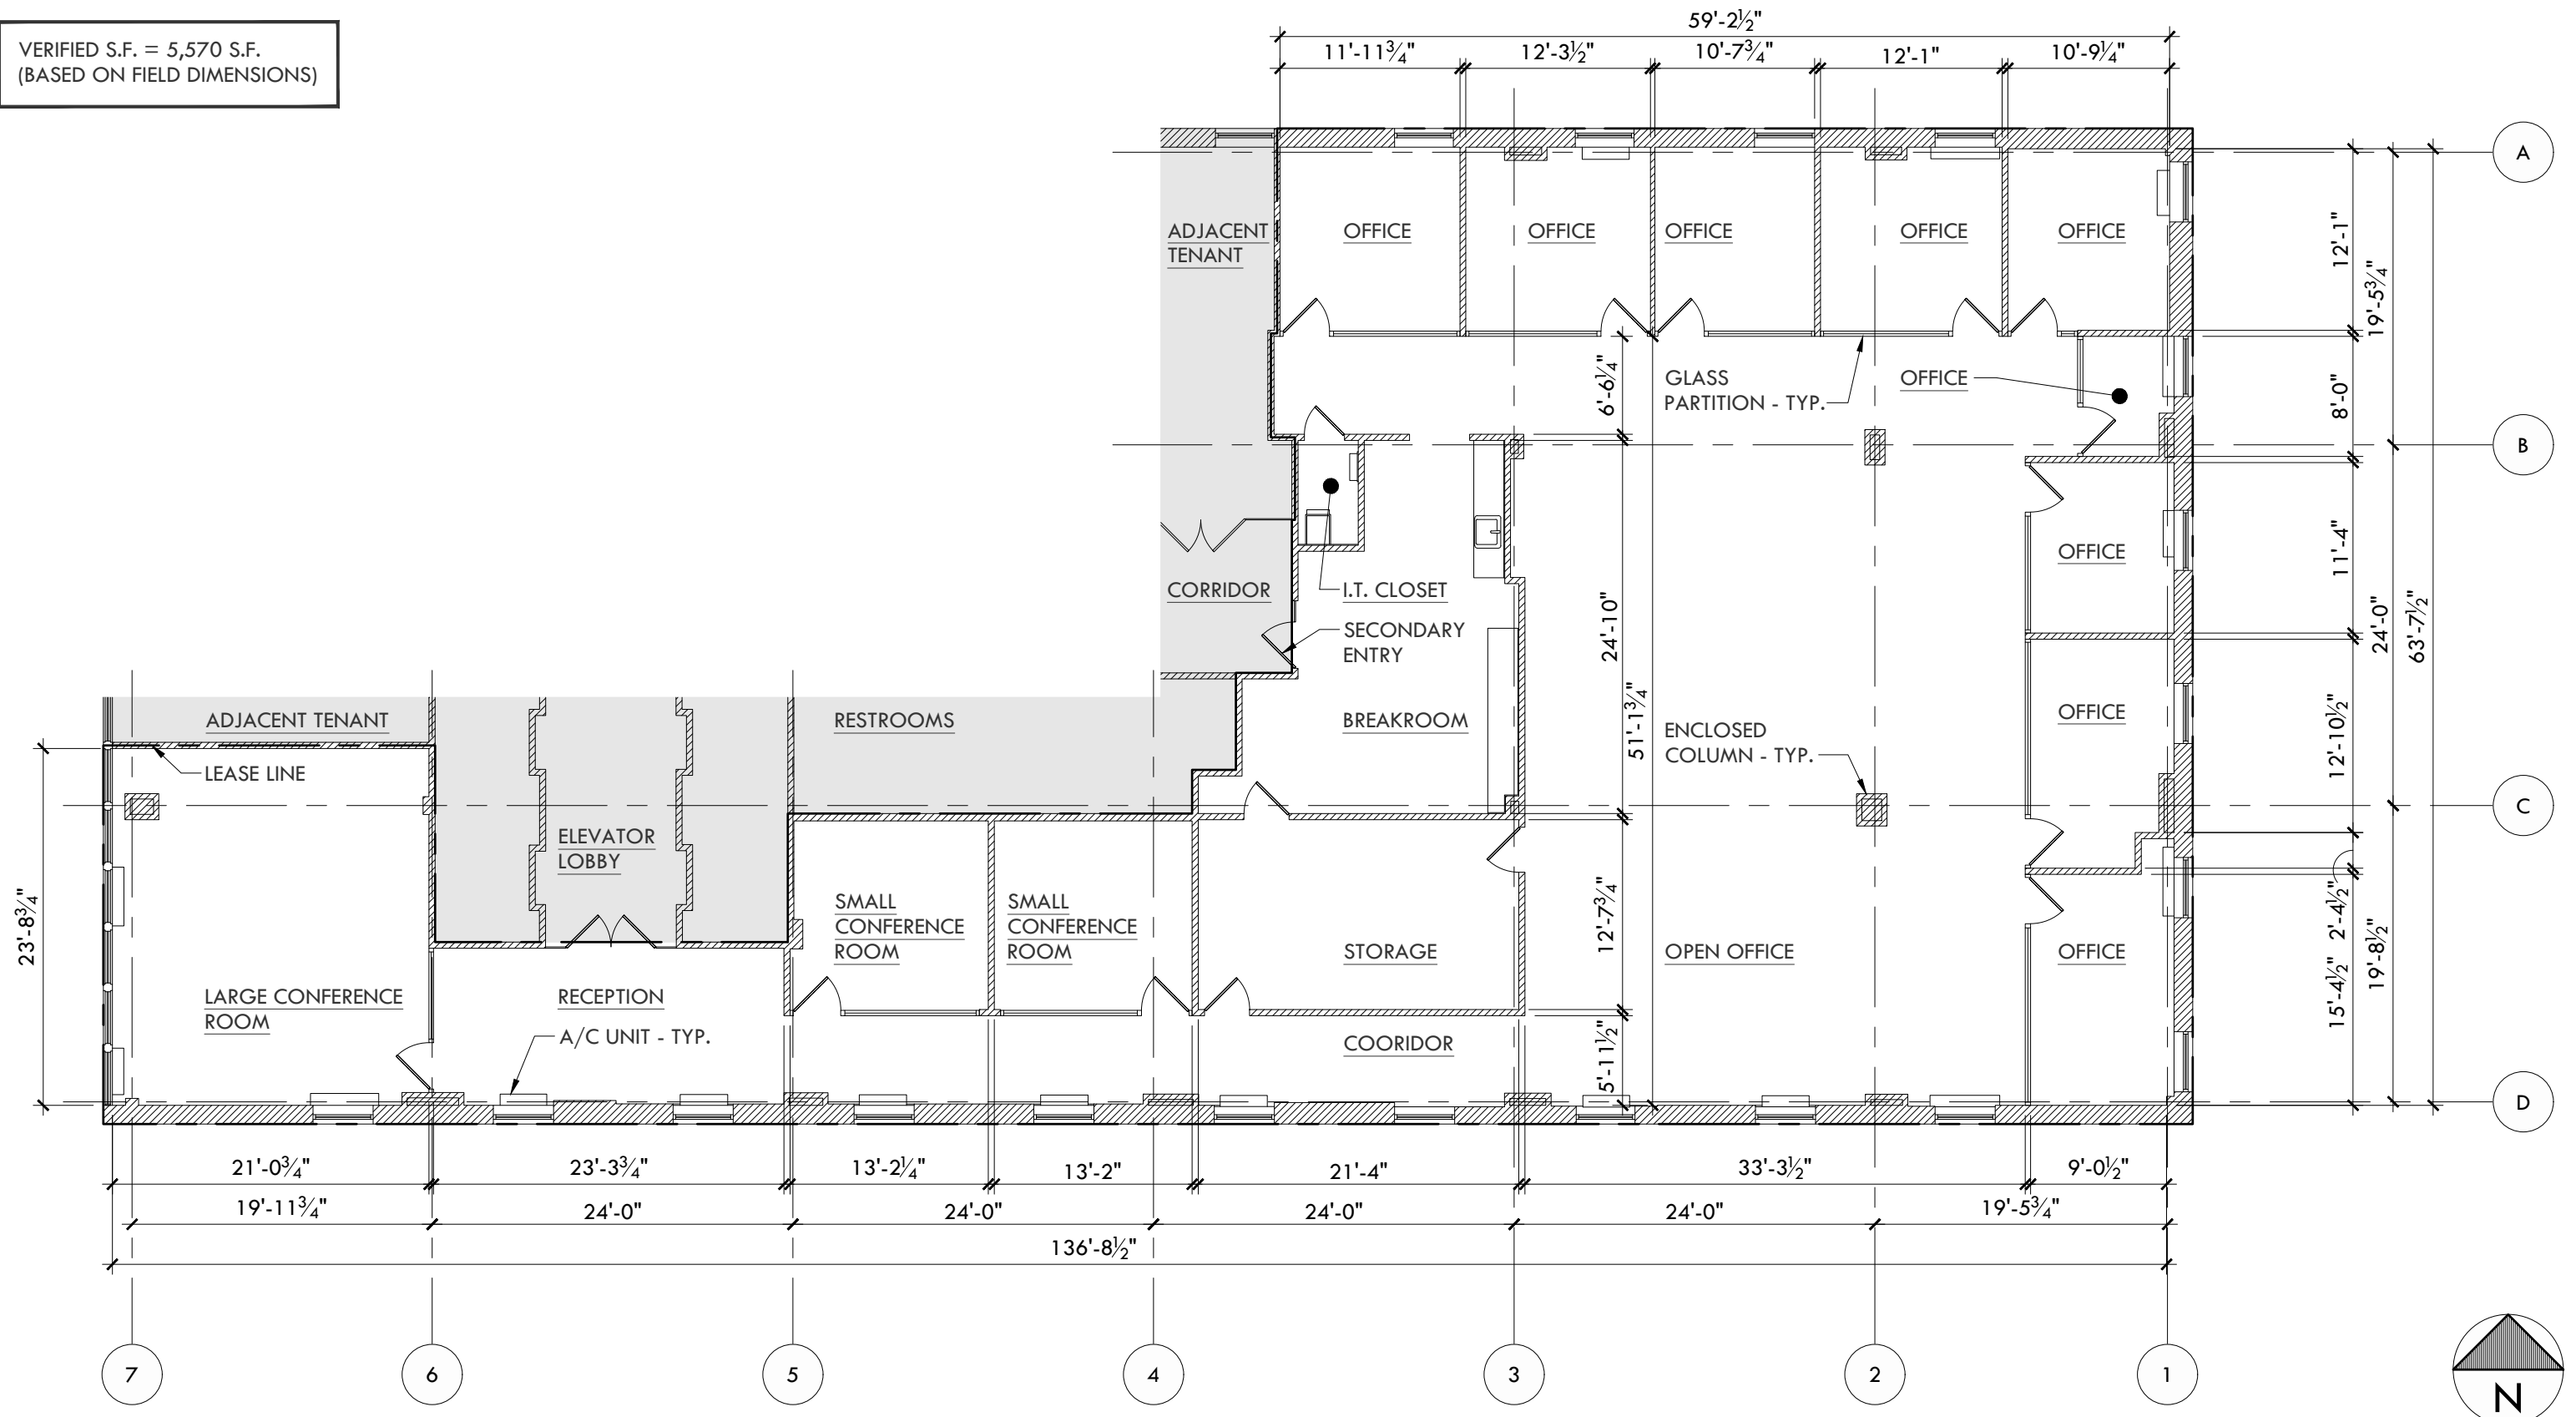 VERIFIED S.F. = 5,570 S.F.
(BASED ON FIELD DIMENSIONS)
59'-2½"
11'-11¾"
12'-3½"
10'-7¾"
12'-1"
10'-9¼"
A
ADJACENT
TENANT
OFFICE
OFFICE
OFFICE
OFFICE
OFFICE
12'-1"
19'-5¾"
6'-6¼"
GLASS
PARTITION - TYP.
OFFICE
8'-0"
B
CORRIDOR
I.T. CLOSET
SECONDARY
ENTRY
24'-10"
OFFICE
11'-4"
24'-0"
63'-7½"
ADJACENT TENANT
LEASE LINE
RESTROOMS
BREAKROOM
51'-1¾"
ENCLOSED
COLUMN - TYP.
OFFICE
12'-10½"
C
ELEVATOR
LOBBY
23'-8¾"
SMALL
CONFERENCE
ROOM
SMALL
CONFERENCE
ROOM
STORAGE
12'-7¾"
OPEN OFFICE
OFFICE
2'-4½"
15'-4½"
19'-8½"
LARGE CONFERENCE
ROOM
RECEPTION
A/C UNIT - TYP.
COORIDOR
5'-11½"
D
21'-0¾"
23'-3¾"
13'-2¼"
13'-2"
21'-4"
33'-3½"
9'-0½"
19'-11¾"
24'-0"
24'-0"
24'-0"
24'-0"
19'-5¾"
136'-8½"
7
6
5
4
3
2
1
N